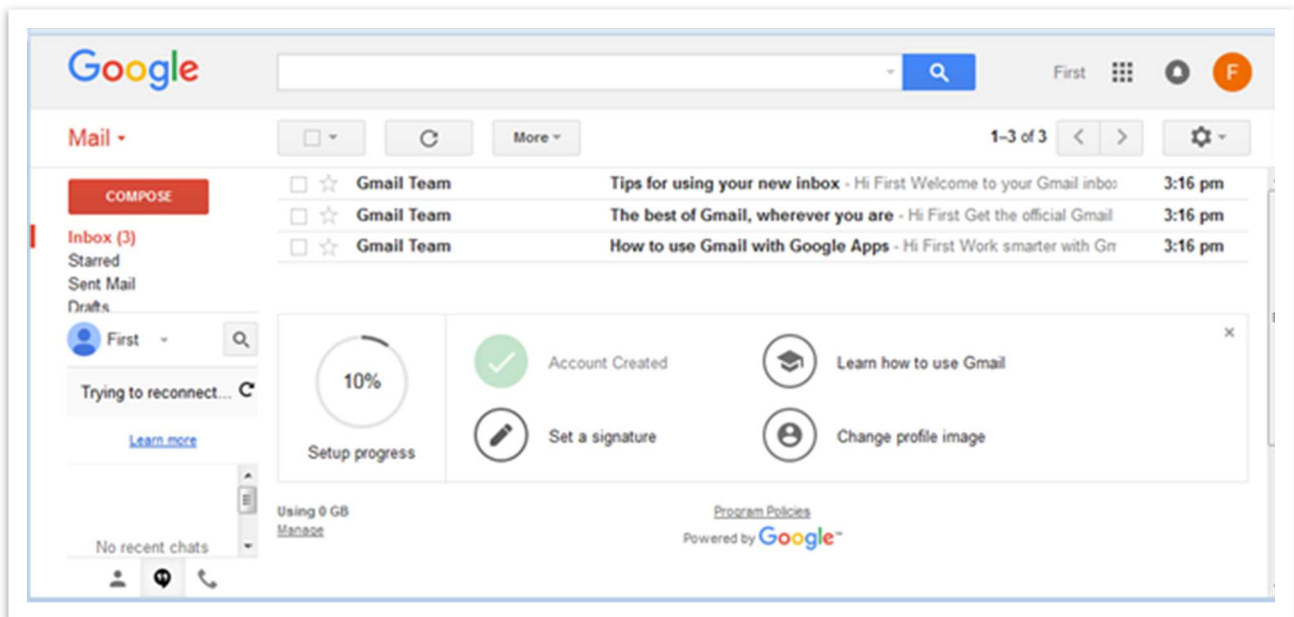 Google
First
F
Mail
More
1–3 of 3
COMPOSE
Gmail Team Tips for using your new inbox - Hi First Welcome to your Gmail inbo
Gmail Team The best of Gmail, wherever you are - Hi First Get the official Gmail
Gmail Team How to use Gmail with Google Apps - Hi First Work smarter with Gm
3:16 pm
3:16 pm
3:16 pm
Inbox (3)
Starred
Sent Mail
Drafts
First
Trying to reconnect...
Learn more
No recent chats
10%
Setup progress
Account Created
Learn how to use Gmail
Set a signature
Change profile image
Using 0 GB
Manage
Program Policies
Powered by Google™